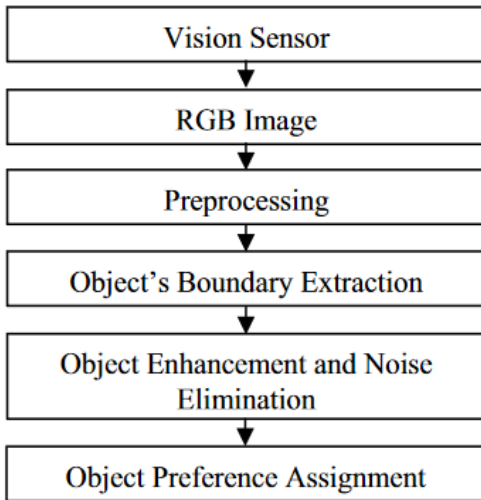 Vision Sensor
RGB Image
Preprocessing
Object's Boundary Extraction
Object Enhancement and Noise
Elimination
Object Preference Assignment